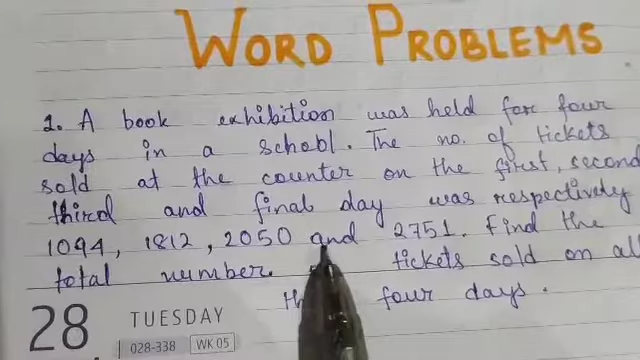 WORD PROBLEMS
1. A book exhibition was held for four
days in a school. The no. of tickets
sold at the counter on the first, second
third and final day was respectively
1094, 1812, 2050 and 2751. Find the
total number tickets sold on all
four days.
28 TUESDAY
028-338 WK 05